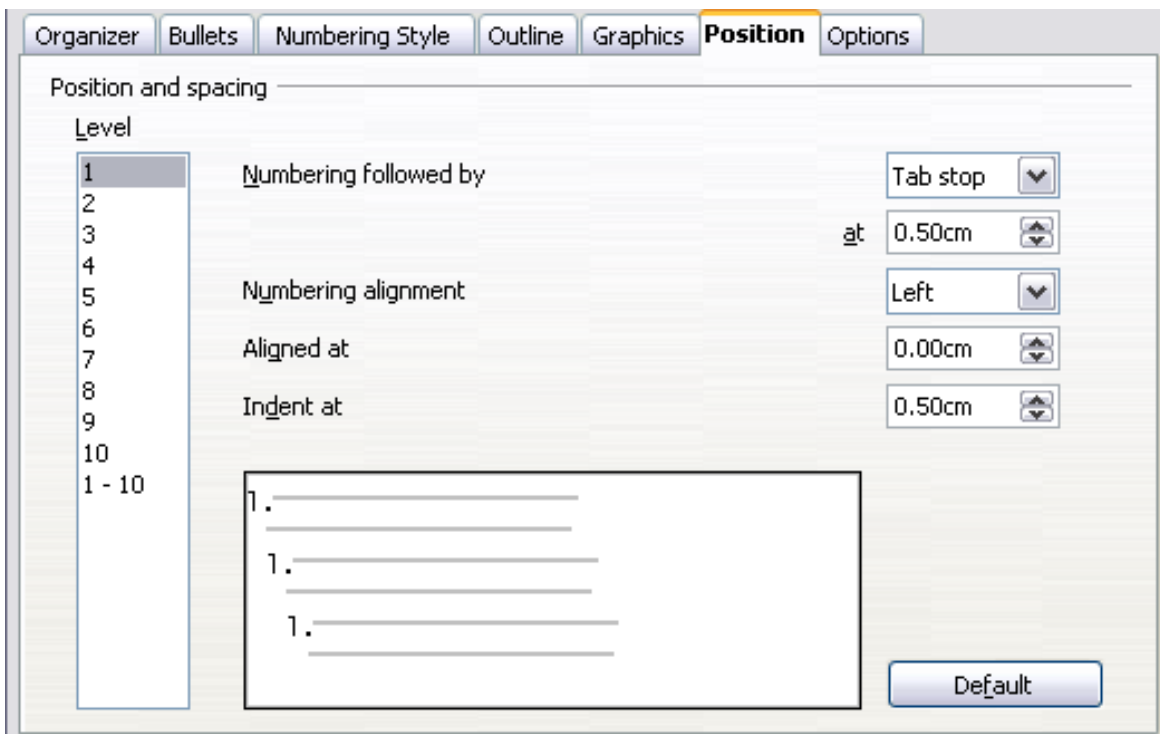 Organizer Bullets Numbering Style Outline Graphics Position Options
Position and spacing
Level
1
2
3
4
5
6
7
8
9
10
1 - 10
Numbering followed by Tab stop
at 0.50cm
Numbering alignment Left
Aligned at 0.00cm
Indent at 0.50cm
1.
1.
1.
Default